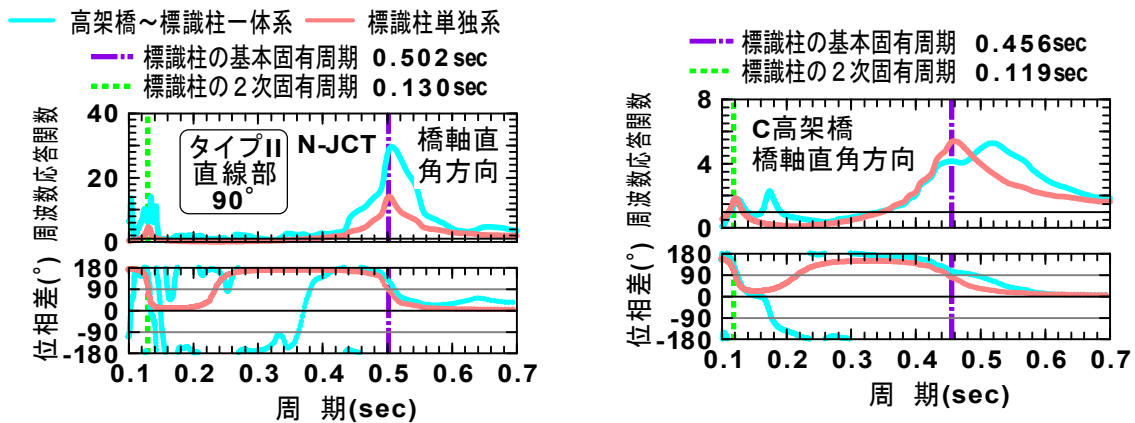 高架橋～標識柱一体系 標識柱単独系
標識柱の基本固有周期 0.502 sec
標識柱の２次固有周期 0.130sec
周波数応答関数
40
20
0
タイプII
直線部
90°
N-JCT
橋軸直
角方向
位相差(°)
180
90
0
-90
-180
0.1 0.2 0.3 0.4 0.5 0.6 0.7
周 期(sec)
標識柱の基本固有周期 0.456sec
標識柱の２次固有周期 0.119sec
周波数応答関数
8
4
0
C高架橋
橋軸直角方向
位相差(°)
180
90
0
-90
-180
0.1 0.2 0.3 0.4 0.5 0.6 0.7
周 期(sec)